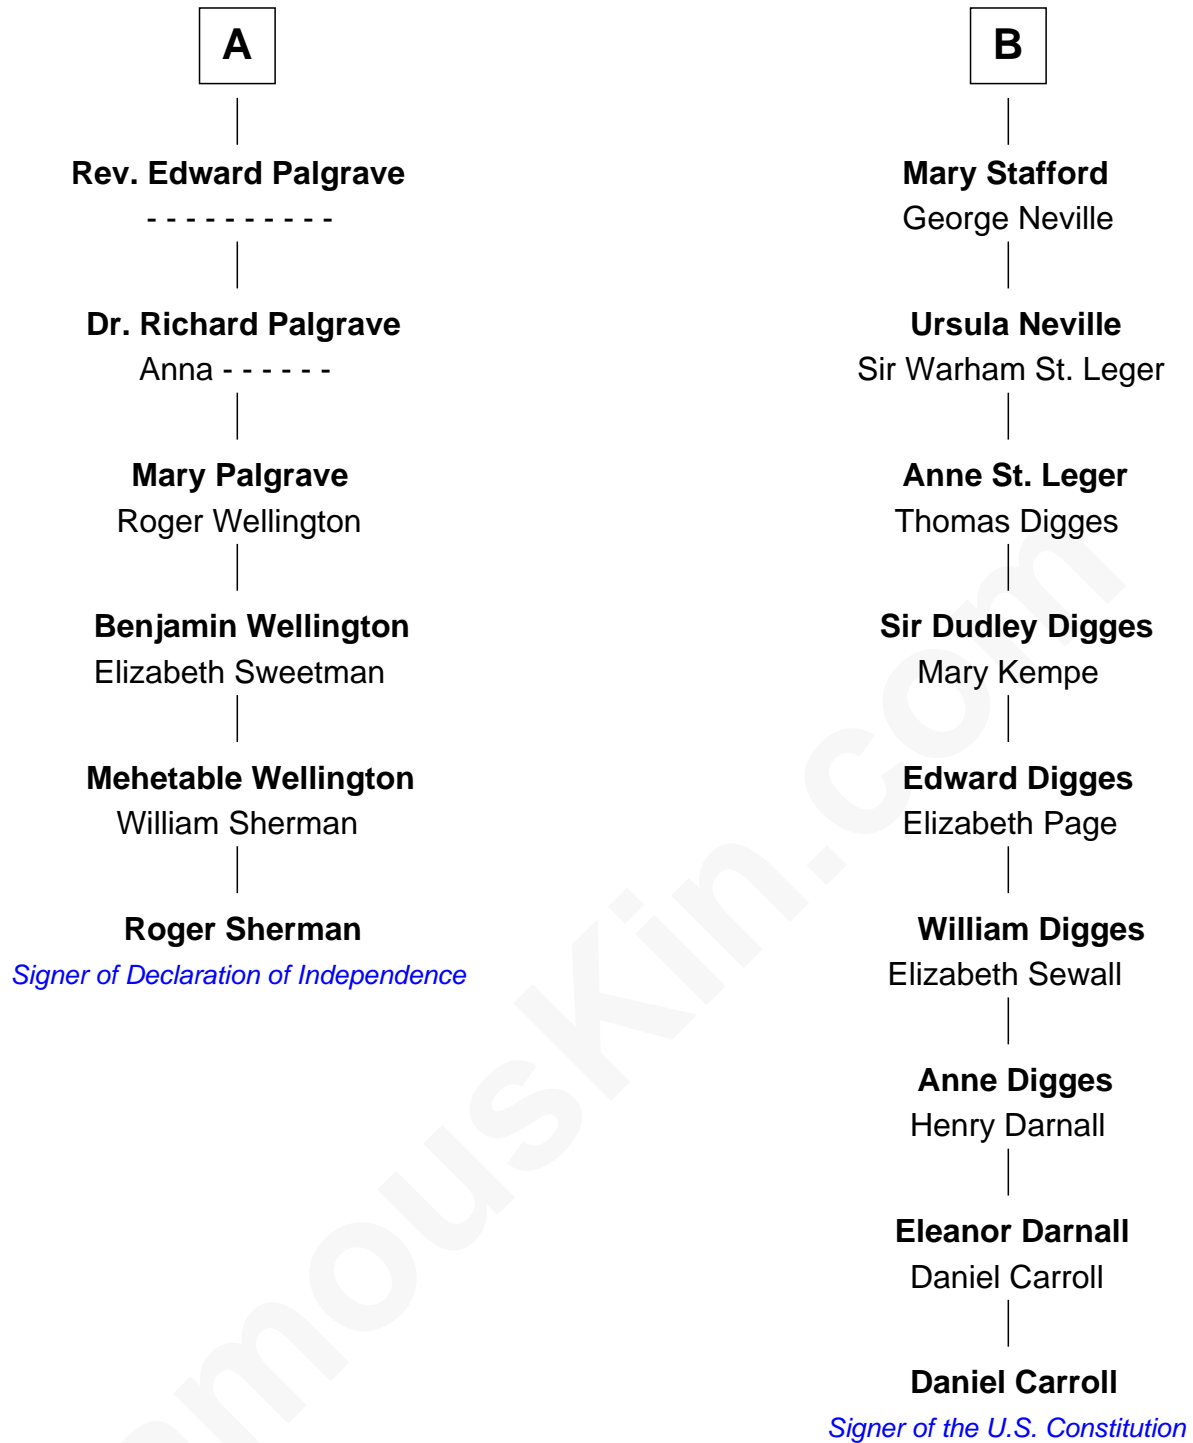 A
Rev. Edward Palgrave
- - - - - - - - - -
Dr. Richard Palgrave
Anna - - - - - -
Mary Palgrave
Roger Wellington
Benjamin Wellington
Elizabeth Sweetman
Mehetable Wellington
William Sherman
Roger Sherman
Signer of Declaration of Independence
B
Mary Stafford
George Neville
Ursula Neville
Sir Warham St. Leger
Anne St. Leger
Thomas Digges
Sir Dudley Digges
Mary Kempe
Edward Digges
Elizabeth Page
William Digges
Elizabeth Sewall
Anne Digges
Henry Darnall
Eleanor Darnall
Daniel Carroll
Daniel Carroll
Signer of the U.S. Constitution
amouskin.com